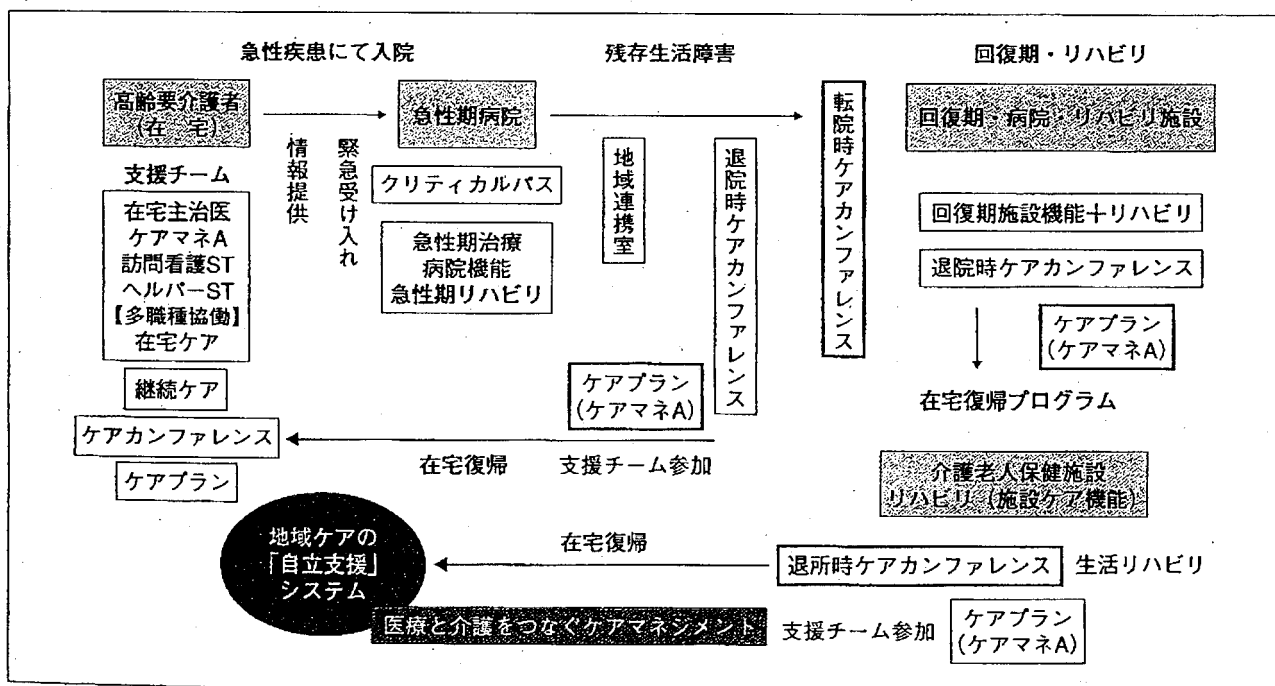 急性疾患にて入院
残存生活障害
回復期・リハビリ
高齢要介護者
(在　宅)
情報提供
緊急受け入れ
急性期病院
転院時ケアカンファレンス
回復期・病院・リハビリ施設
支援チーム
在宅主治医
ケアマネA
訪問看護ST
ヘルパーST
【多職種協働】
在宅ケア
クリティカルパス
急性期治療
病院機能
急性期リハビリ
地域連携室
退院時ケアカンファレンス
回復期施設機能＋リハビリ
退院時ケアカンファレンス
ケアプラン
(ケアマネA)
在宅復帰プログラム
継続ケア
ケアカンファレンス
ケアプラン
ケアプラン
(ケアマネA)
在宅復帰
支援チーム参加
介護老人保健施設
リハビリ（施設ケア機能）
地域ケアの
「自立支援」
システム
在宅復帰
退所時ケアカンファレンス
生活リハビリ
医療と介護をつなぐケアマネジメント
支援チーム参加
ケアプラン
(ケアマネA)